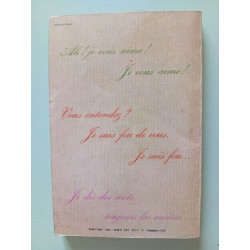 Ah! je vous aime!
Je vous aime!
Vous entendez?
Je suis fou de vous.
Je suis fou...
Je dis des mots
toujours les mêmes